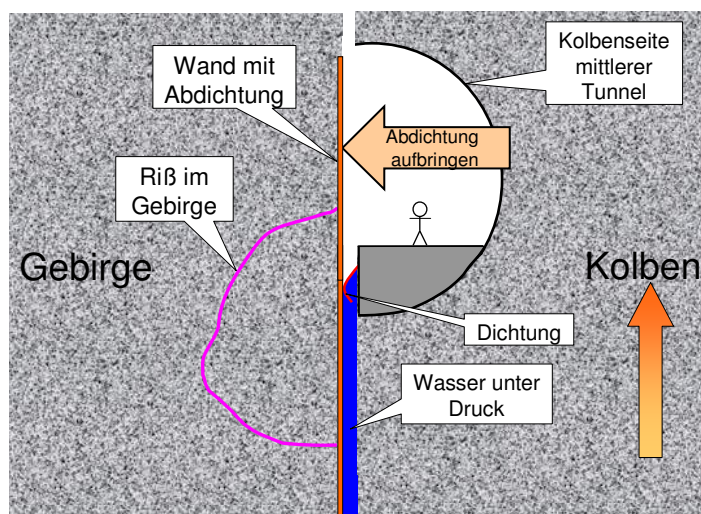 Kolbenseite
mittlerer
Tunnel
Wand mit
Abdichtung
Abdichtung
aufbringen
Riß im
Gebirge
Gebirge
Kolben
Dichtung
Wasser unter
Druck